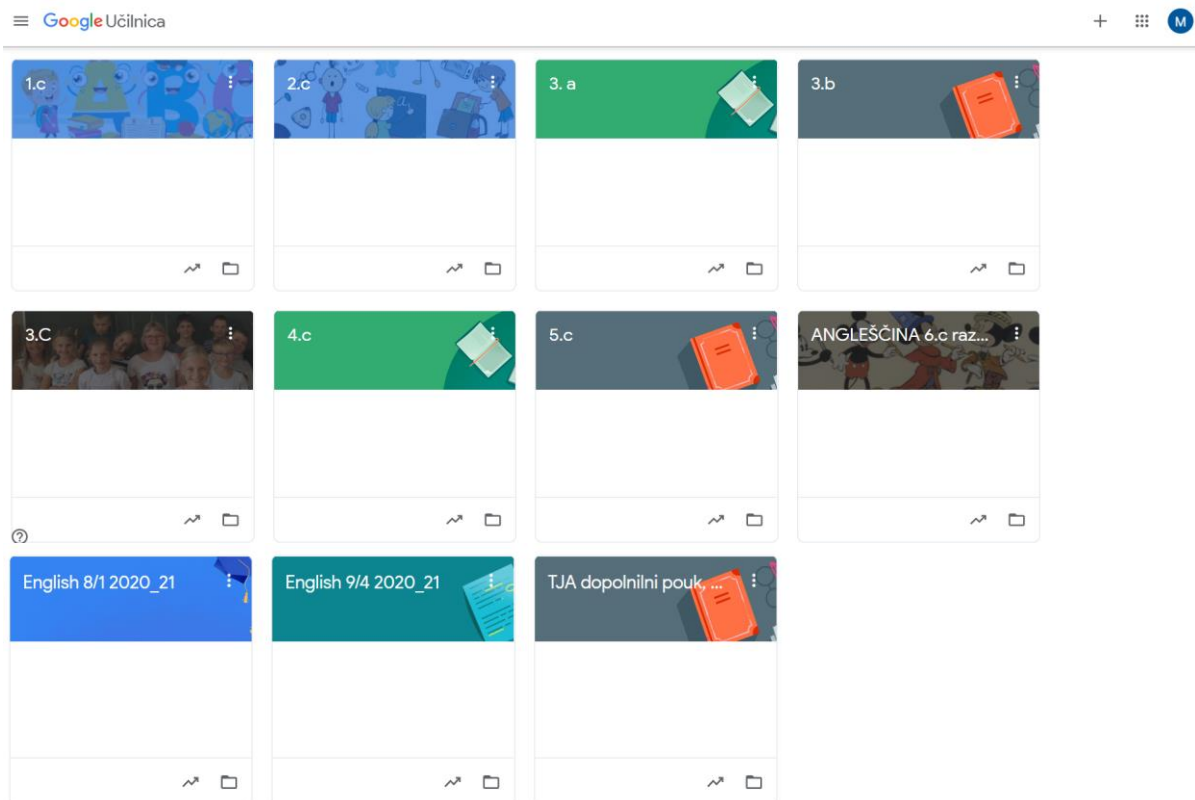 Google Učilnica
M
1.c
2.c
3. a
3.b
3.C
4.c
5.c
ANGLEŠČINA 6.c raz...
English 8/1 2020_21
English 9/4 2020_21
TJA dopolnilni pouk, ...